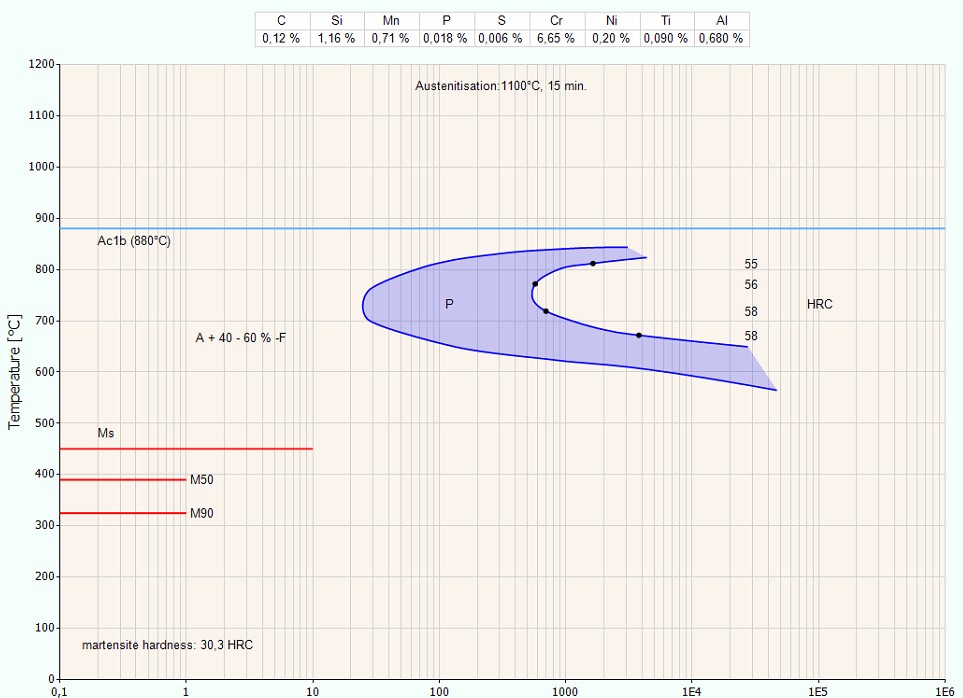 C Si Mn P S Cr Ni Ti Al
0,12 % 1,16 % 0,71 % 0,018 % 0,006 % 6,65 % 0,20 % 0,090 % 0,680 %
1200
Austenitisation:1100°C, 15 min.
1100
1000
900
Ac1b (880°C)
800
55
56
P
HRC
58
700
A + 40 - 60 % -F
58
600
Temperature [°C]
500
Ms
400
M50
M90
300
200
100
martensite hardness: 30,3 HRC
0
0,1 1 10 100 1000 1E4 1E5 1E6